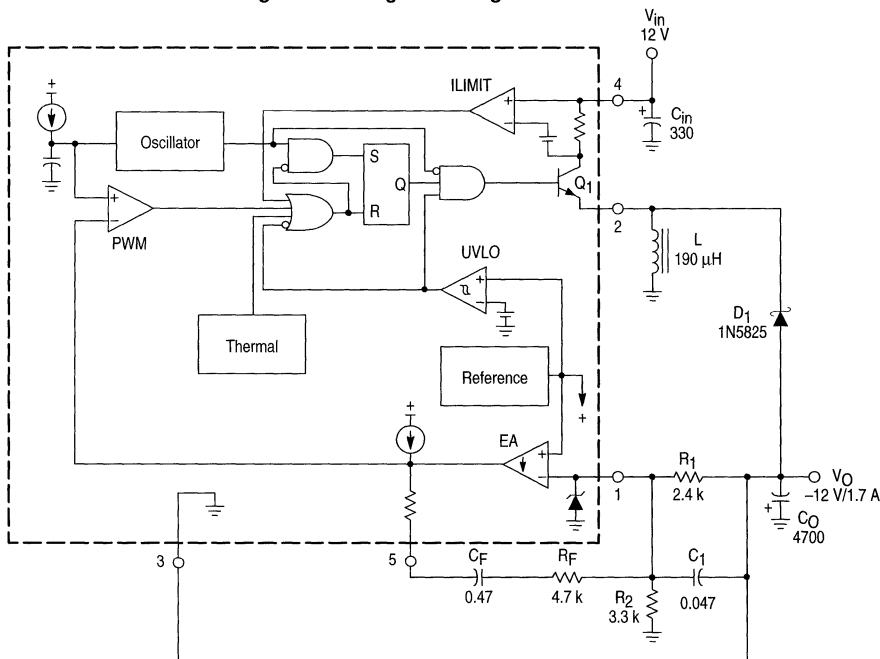 Vin
12 V
4
ILIMIT
+
+
Cin
330
+
Oscillator
S
Q
R
Q1
2
+
−
PWM
UVLO
+
−
L
190 µH
D1
1N5825
Thermal
Reference
+
+
EA
+
−
1
R1
2.4 k
VO
−12 V/1.7 A
+
CO
4700
3
5
CF
0.47
RF
4.7 k
C1
0.047
R2
3.3 k